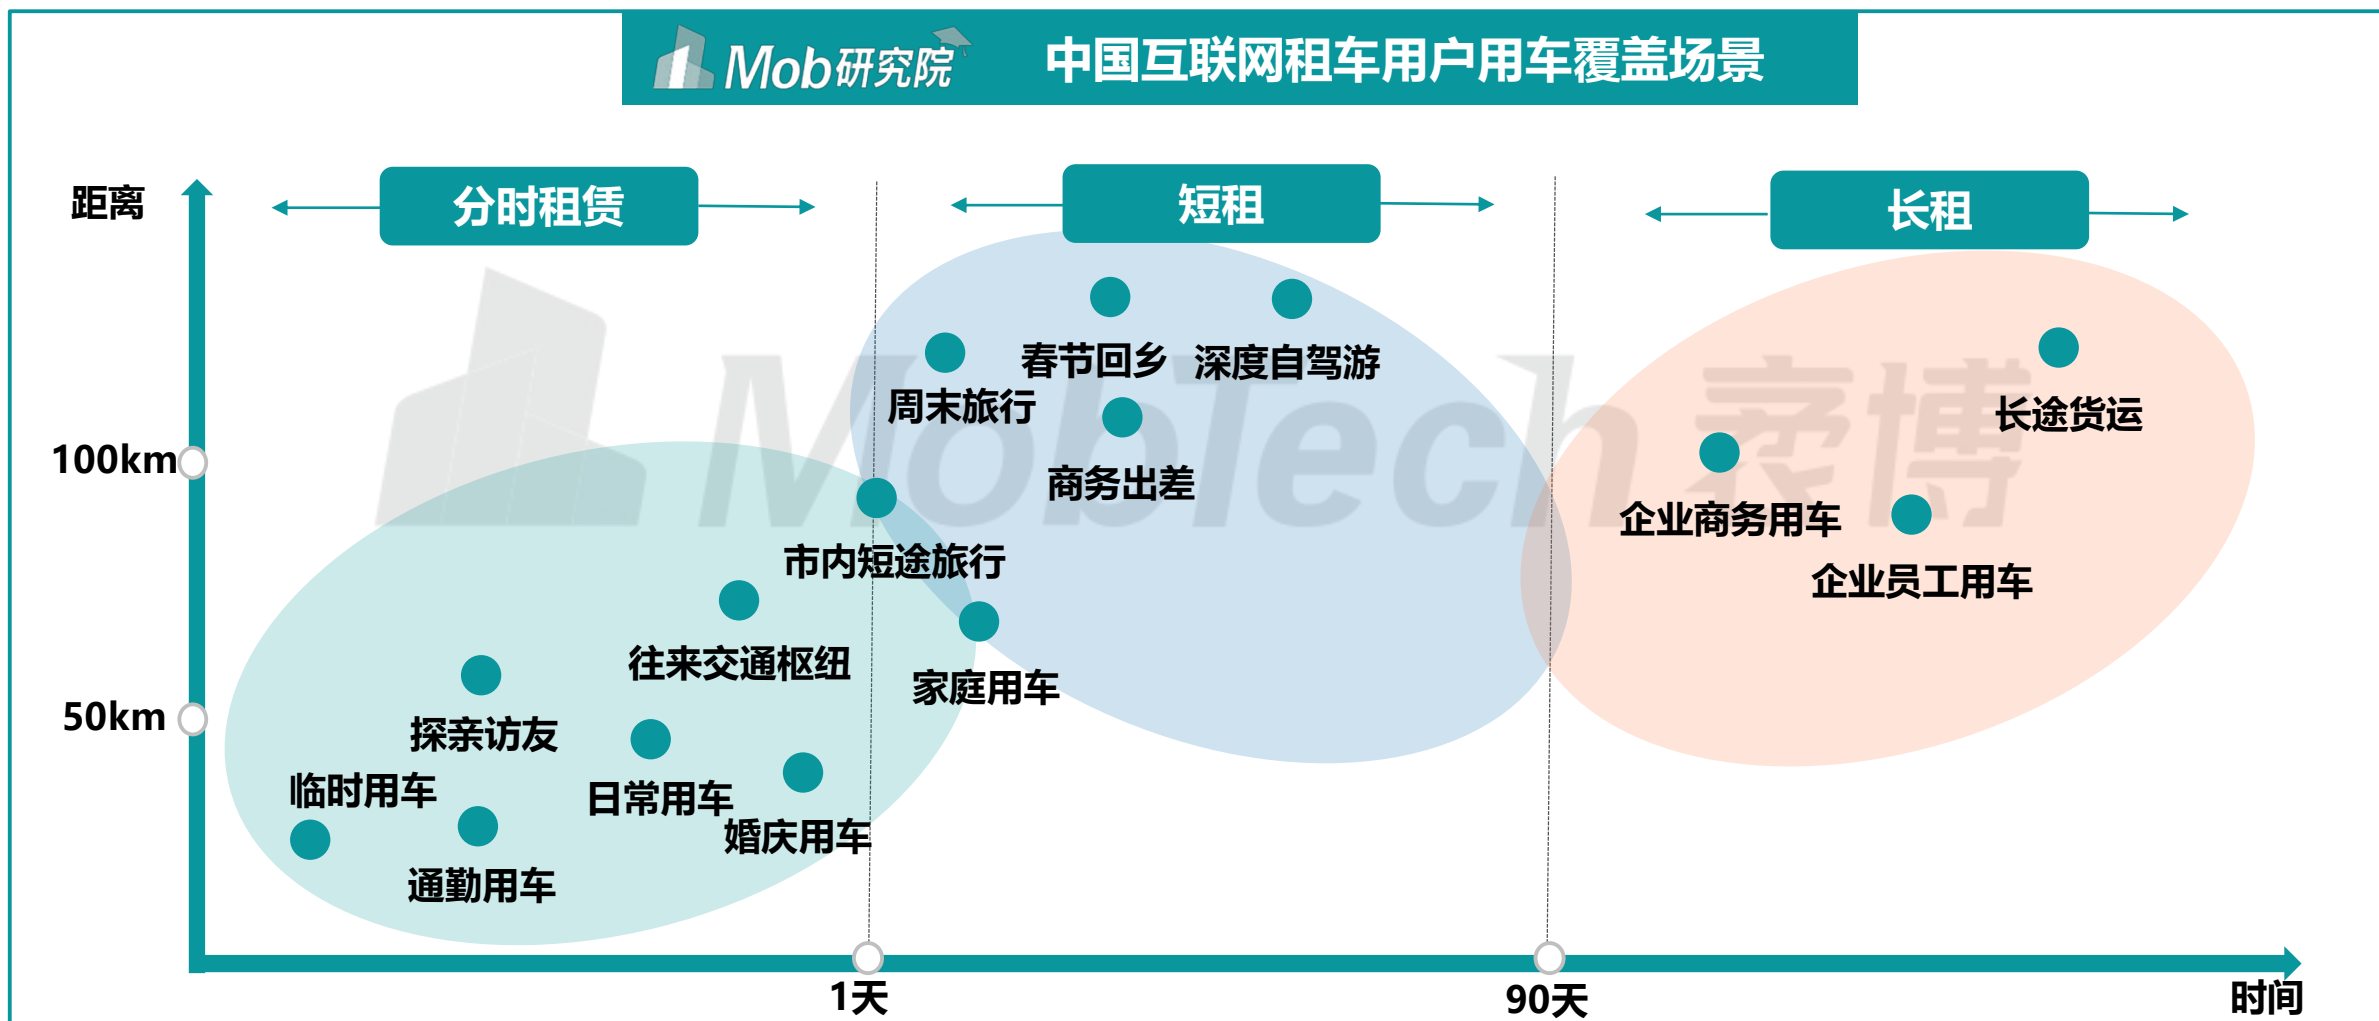 Mob研究院
中国互联网租车用户用车覆盖场景
距离
分时租赁
短租
长租
春节回乡
深度自驾游
周末旅行
长途货运
MobTech袤博
100km
商务出差
企业商务用车
市内短途旅行
企业员工用车
往来交通枢纽
家庭用车
50km
探亲访友
临时用车
日常用车
婚庆用车
通勤用车
1天
90天
时间